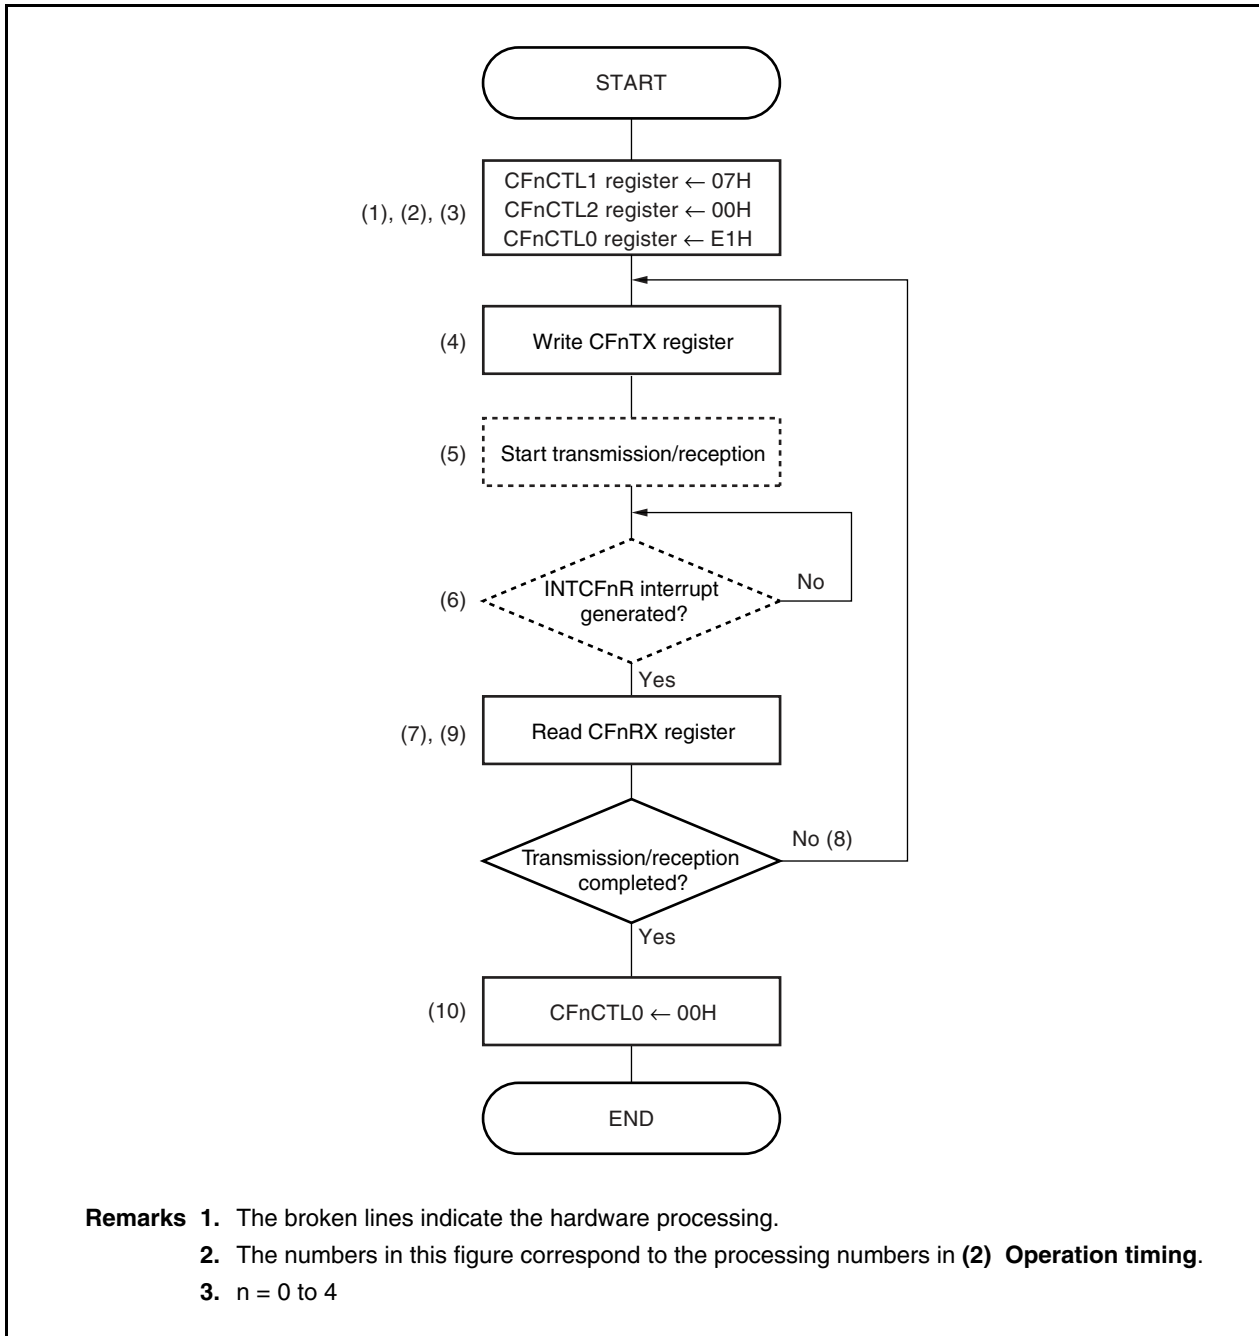 START
(1), (2), (3)
CFnCTL1 register ← 07H
CFnCTL2 register ← 00H
CFnCTL0 register ← E1H
(4)
Write CFnTX register
(5)
Start transmission/reception
(6)
INTCFnR interrupt
generated?
No
Yes
(7), (9)
Read CFnRX register
Transmission/reception
completed?
No (8)
Yes
(10)
CFnCTL0 ← 00H
END
Remarks 1. The broken lines indicate the hardware processing.
2. The numbers in this figure correspond to the processing numbers in (2) Operation timing.
3. n = 0 to 4